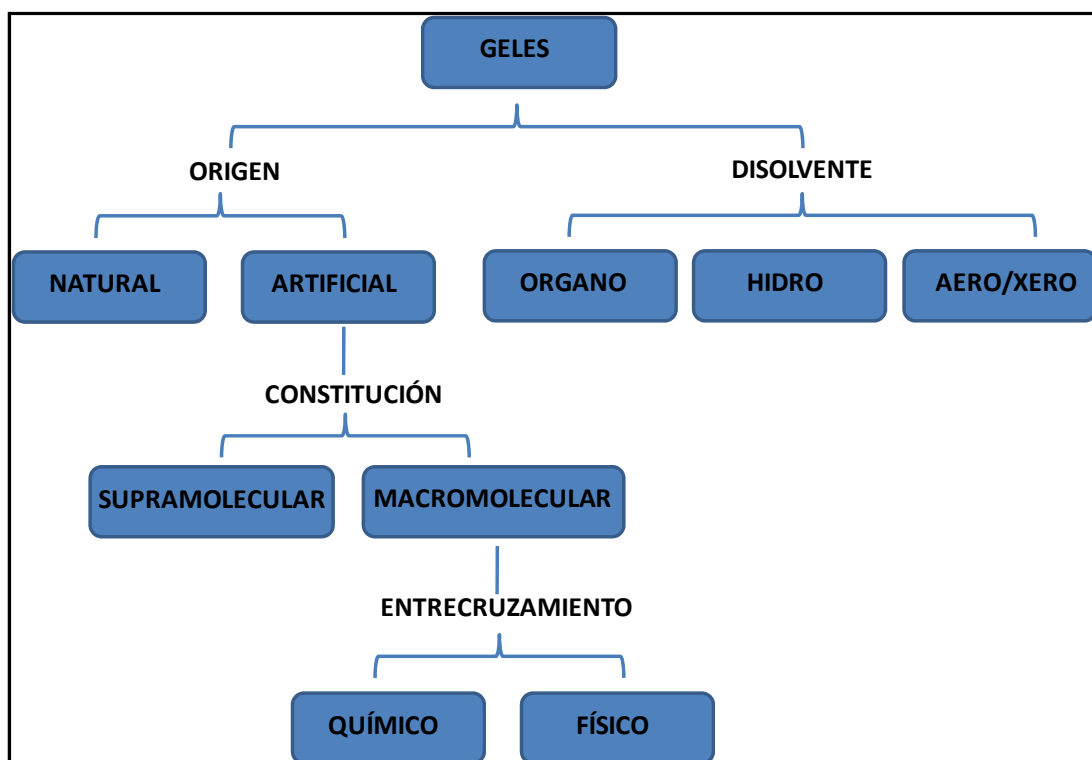 GELES
ORIGEN
DISOLVENTE
NATURAL
ARTIFICIAL
ORGANO
HIDRO
AERO/XERO
CONSTITUCIÓN
SUPRAMOLECULAR
MACROMOLECULAR
ENTRECRUZAMIENTO
QUÍMICO
FÍSICO